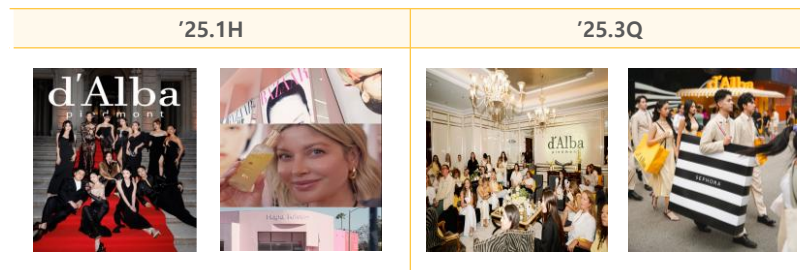 ’25.1H
’25.3Q
d'Alba
piedmont
d'Alba
d'Alba
SEPHORA